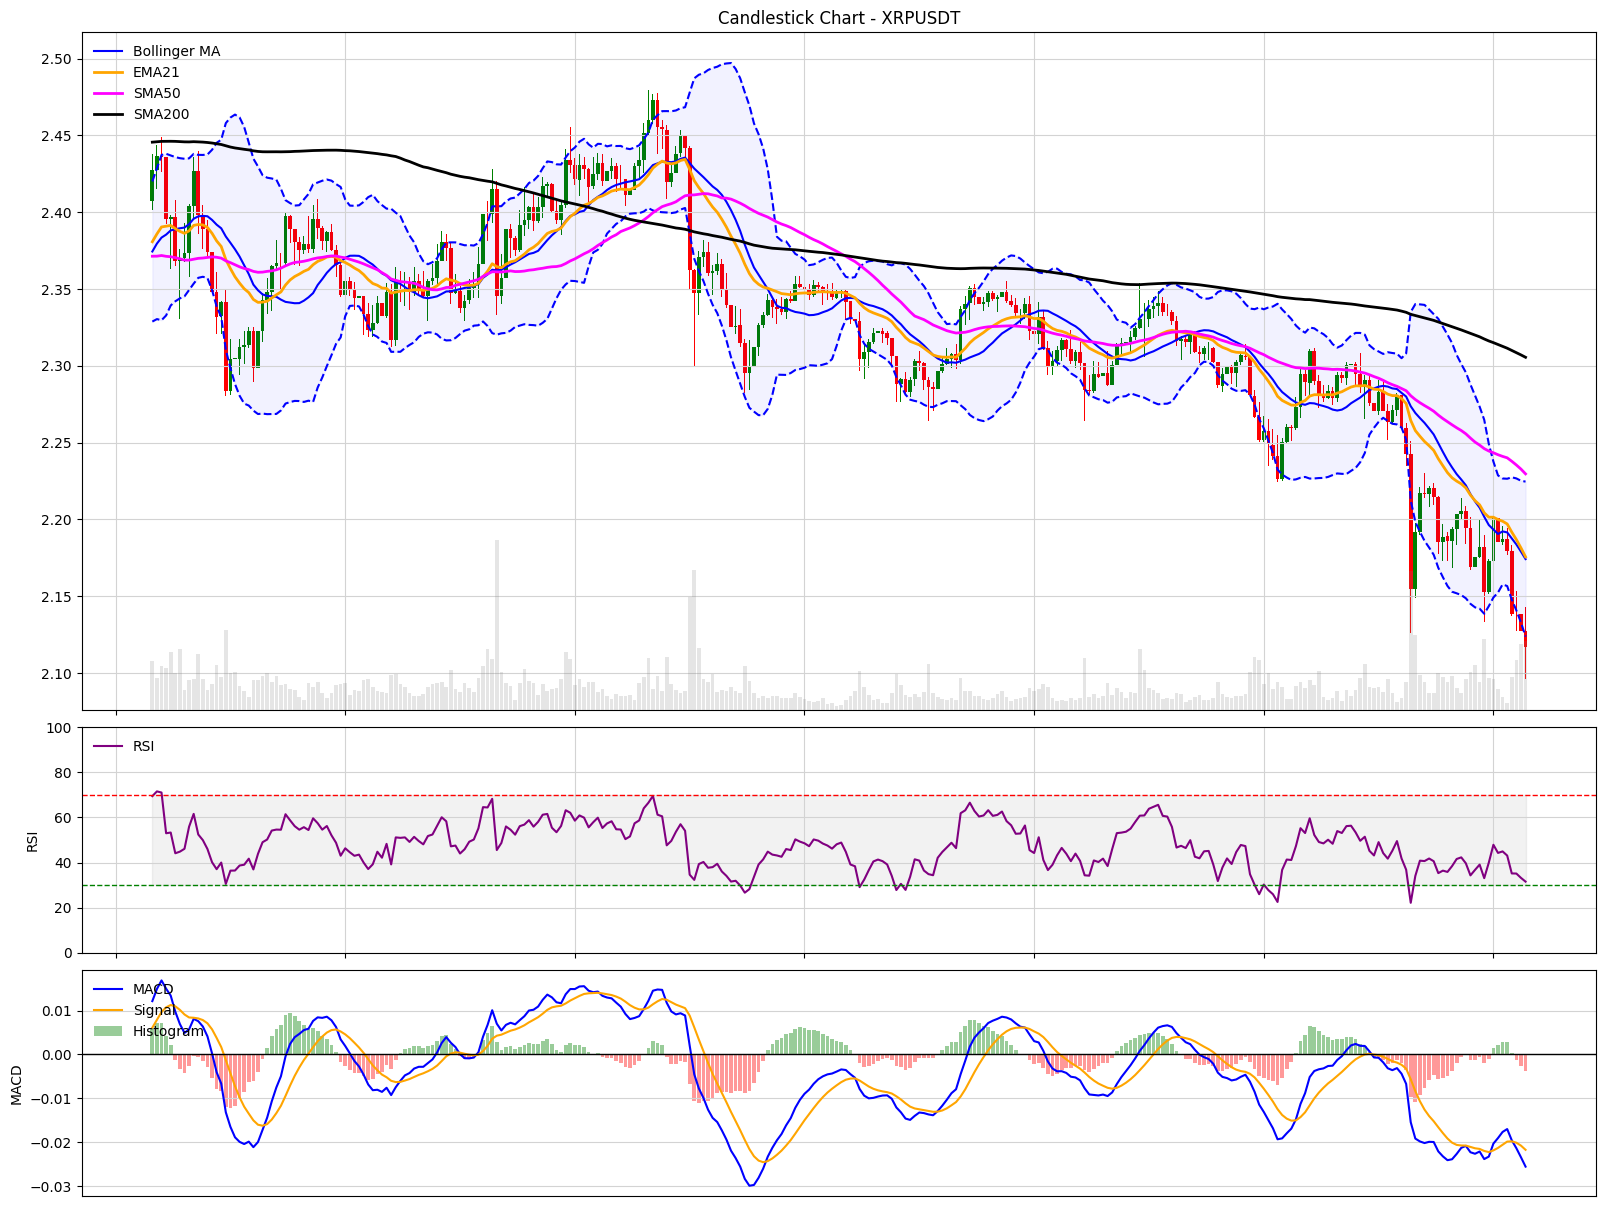 Candlestick Chart - XRPUSDT
Bollinger MA
EMA21
SMA50
SMA200
2.50
2.45
2.40
2.35
2.30
2.25
2.20
2.15
2.10
RSI
RSI
100
80
60
40
20
0
MACD
Signal
Histogram
MACD
0.01
0.00
−0.01
−0.02
−0.03